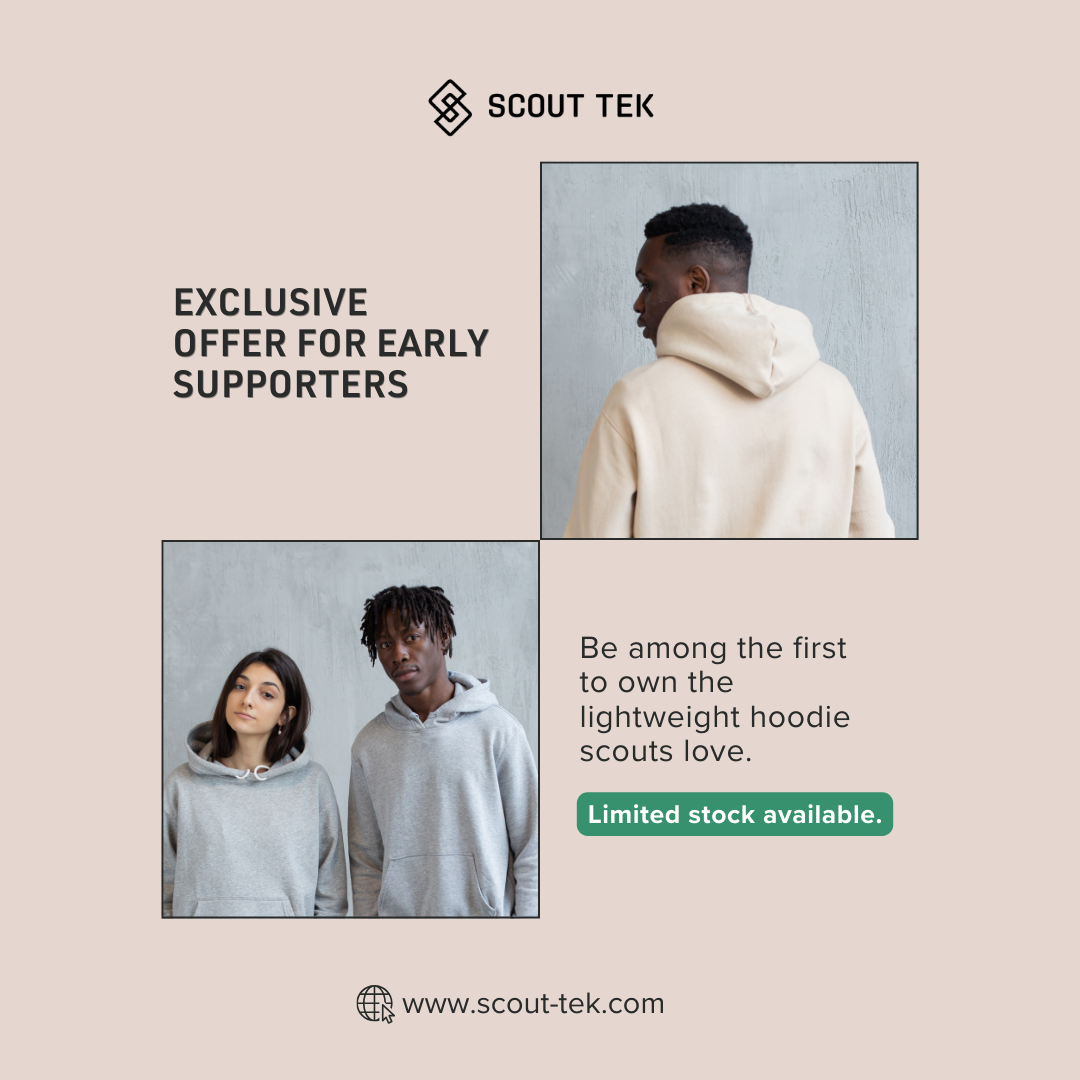 SCOUT TEK
EXCLUSIVE
OFFER FOR EARLY
SUPPORTERS
Be among the first
to own the
lightweight hoodie
scouts love.
Limited stock available.
www.scout-tek.com